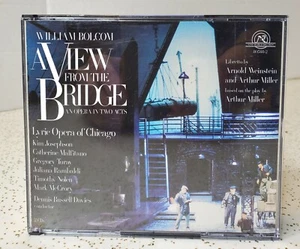 WILLIAM BOLCOM
A VIEW
FROM THE
BRIDGE
AN OPERA IN TWO ACTS
Libretto by
Arnold Weinstein and
Arthur Miller
based on the play by
Arthur Miller
Lyric Opera of Chicago
Kim Josephson
Catherine Malfitano
Gregory Turay
Juliana Rambaldi
Timothy Nolen
Mark McCrory
Dennis Russell Davies
conductor